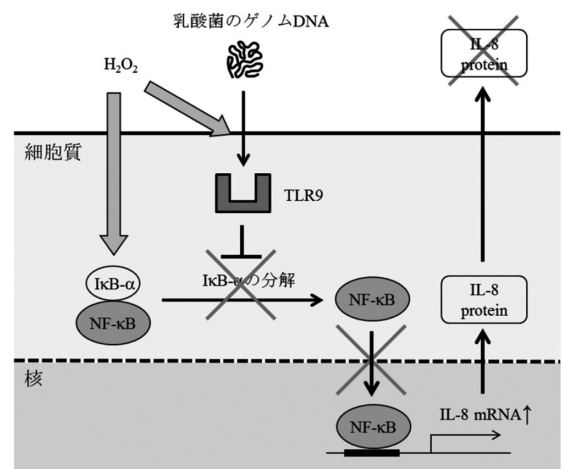 乳酸菌のゲノムDNA
H₂O₂
IL-8
protein
細胞質
TLR9
IκB-α
IκB-αの分解
NF-κB
NF-κB
IL-8
protein
核
NF-κB
IL-8 mRNA↑